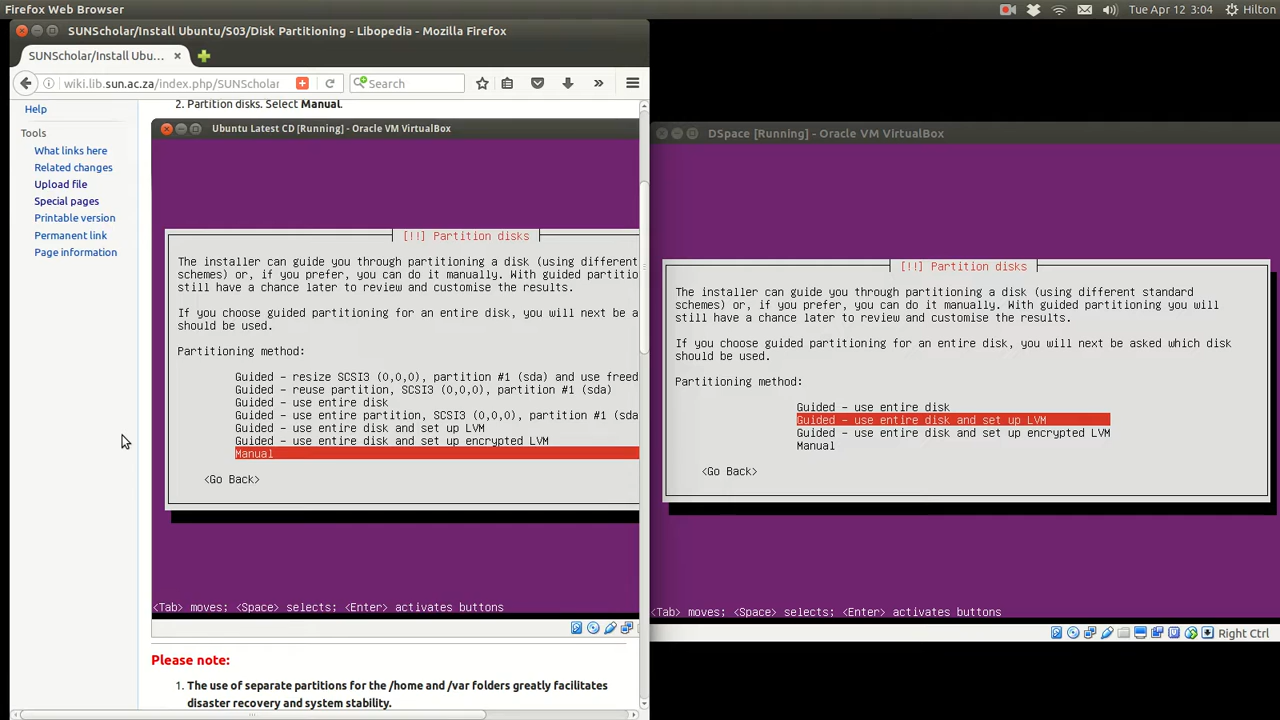 Firefox Web Browser
Tue Apr 12 3:04
Hilton
SUNScholar/Install Ubuntu/S03/Disk Partitioning - Libopedia - Mozilla Firefox
SUNScholar/Install Ubu...
wiki.lib.sun.ac.za/index.php/SUNScholar
Search
Help
Tools
What links here
Related changes
Upload file
Special pages
Printable version
Permanent link
Page information
2. Partition disks. Select Manual.
Ubuntu Latest CD [Running] - Oracle VM VirtualBox
[!!] Partition disks
The installer can guide you through partitioning a disk (using different
schemes) or, if you prefer, you can do it manually. With guided partitio
still have a chance later to review and customise the results.
If you choose guided partitioning for an entire disk, you will next be a
should be used.
Partitioning method:
Guided - resize SCSI3 (0,0,0), partition #1 (sda) and use freed
Guided - reuse partition, SCSI3 (0,0,0), partition #1 (sda)
Guided - use entire disk
Guided - use entire partition, SCSI3 (0,0,0), partition #1 (sda
Guided - use entire disk and set up LVM
Guided - use entire disk and set up encrypted LVM
Manual
<Go Back>
<Tab> moves; <Space> selects; <Enter> activates buttons
Please note:
1. The use of separate partitions for the /home and /var folders greatly facilitates
disaster recovery and system stability.
DSpace [Running] - Oracle VM VirtualBox
[!!] Partition disks
The installer can guide you through partitioning a disk (using different standard
schemes) or, if you prefer, you can do it manually. With guided partitioning you will
still have a chance later to review and customise the results.
If you choose guided partitioning for an entire disk, you will next be asked which disk
should be used.
Partitioning method:
Guided - use entire disk
Guided - use entire disk and set up LVM
Guided - use entire disk and set up encrypted LVM
Manual
<Go Back>
<Tab> moves; <Space> selects; <Enter> activates buttons
Right Ctrl